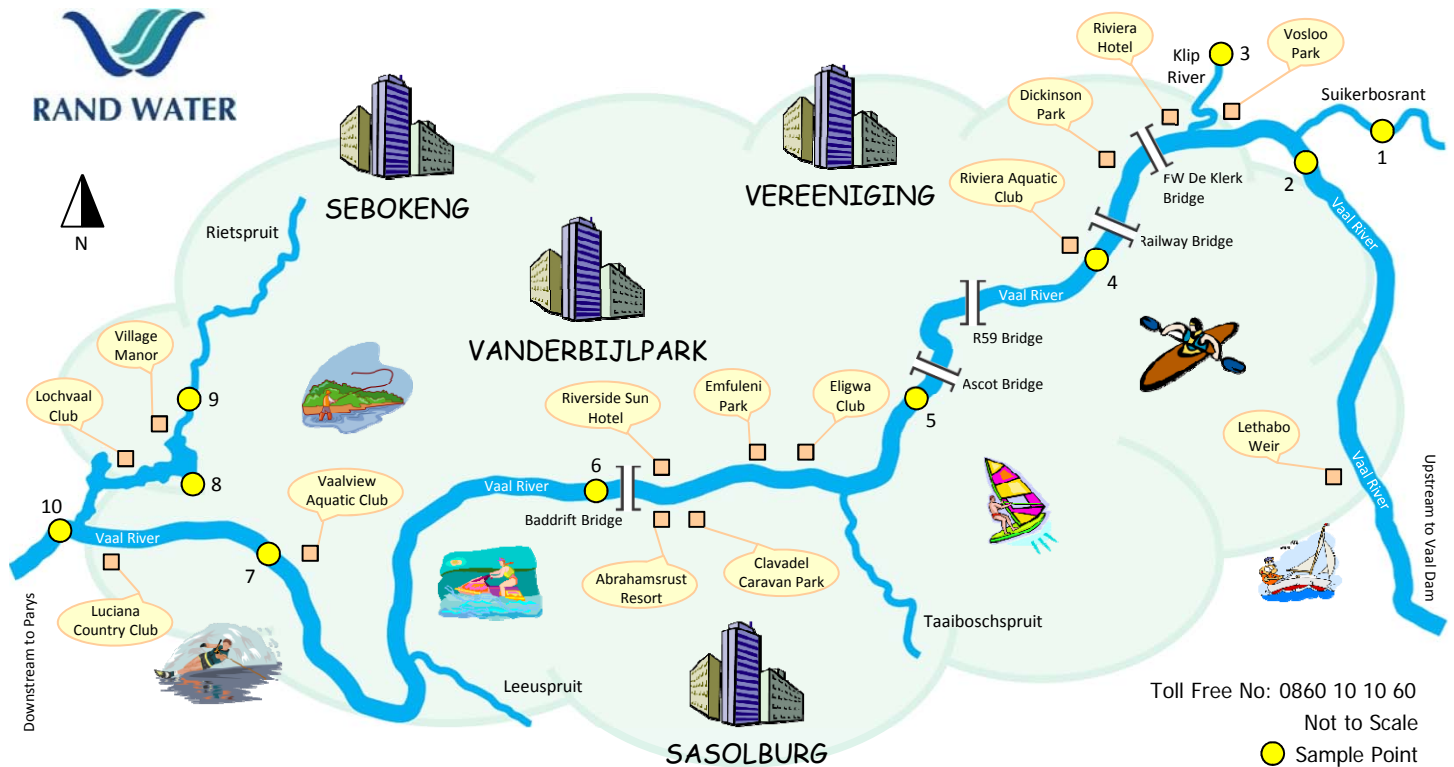 RAND WATER
N
SEBOKENG
VEREENIGING
VANDERBIJLPARK
SASOLBURG
Riviera
Hotel
Klip
River
3
Vosloo
Park
Suikerbosrant
1
2
Dickinson
Park
FW De Klerk
Bridge
Riviera Aquatic
Club
Railway Bridge
4
Vaal River
Vaal River
R59 Bridge
Ascot Bridge
5
Lethabo
Weir
Vaal River
Upstream to Vaal Dam
Rietspruit
Village
Manor
Lochvaal
Club
9
8
10
Vaal River
7
Vaalview
Aquatic Club
Luciana
Country Club
Downstream to Parys
Riverside Sun
Hotel
Emfuleni
Park
Eligwa
Club
6
Vaal River
Baddrift Bridge
Abrahamsrust
Resort
Clavadel
Caravan Park
Taaiboschspruit
Leeuspruit
Toll Free No: 0860 10 10 60
Not to Scale
Sample Point